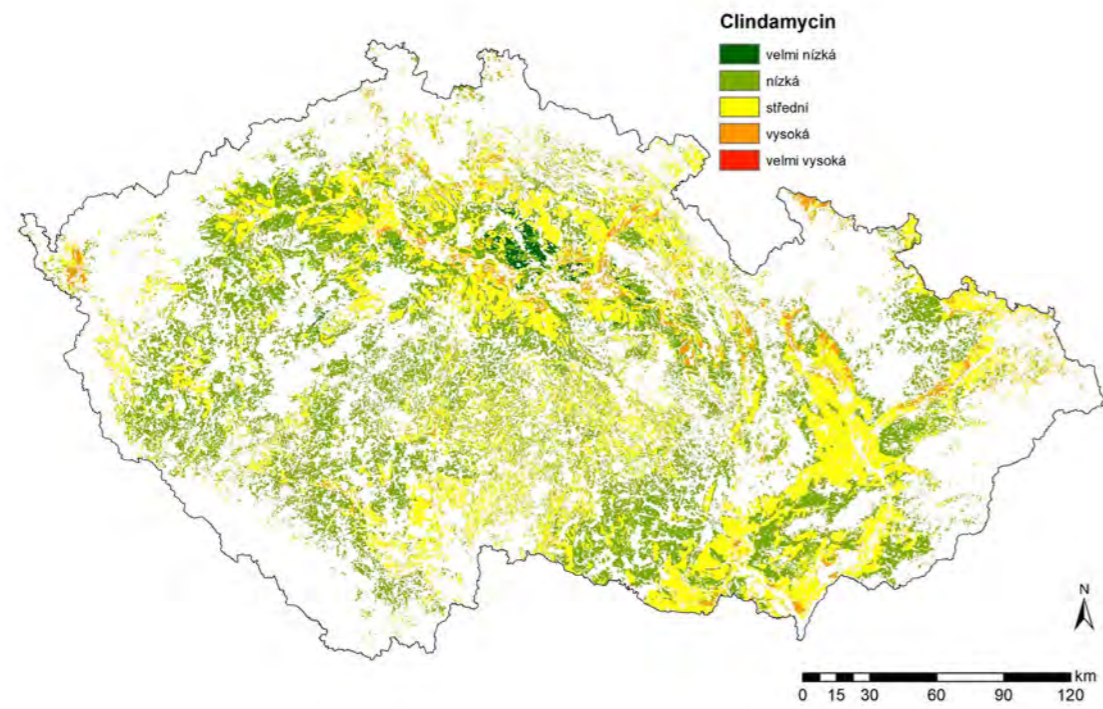 Clindamycin
velmi nízká
nízká
střední
vysoká
velmi vysoká
N
km
0 15 30 60 90 120